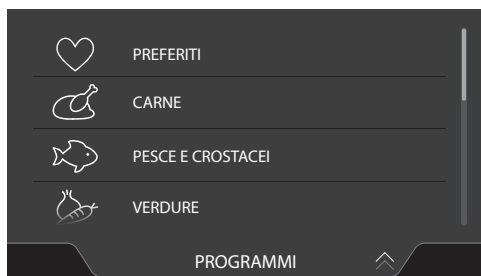 PREFERITI
CARNE
PESCE E CROSTACEI
VERDURE
PROGRAMMI